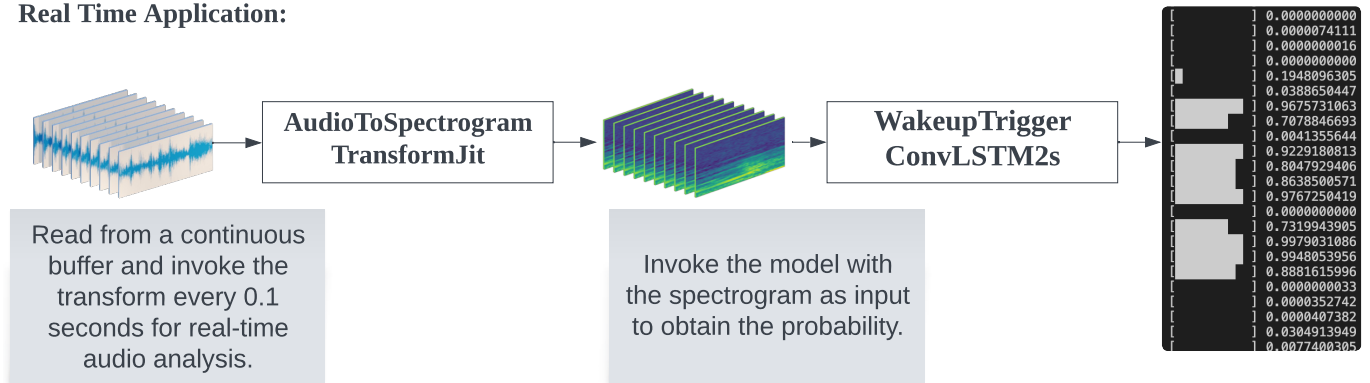 Real Time Application:
AudioToSpectrogram
TransformJit
WakeupTrigger
ConvLSTM2s
Read from a continuous
buffer and invoke the
transform every 0.1
seconds for real-time
audio analysis.
Invoke the model with
the spectrogram as input
to obtain the probability.
[ ] 0.0000000000
[ ] 0.0000074111
[ ] 0.0000000016
[ ] 0.0000000000
[ ] 0.1948096305
[ ] 0.0388650447
[ ] 0.9675731063
[ ] 0.7078846693
[ ] 0.0041355644
[ ] 0.9229180813
[ ] 0.8047929406
[ ] 0.8638500571
[ ] 0.9767250419
[ ] 0.0000000000
[ ] 0.7319943905
[ ] 0.9979031086
[ ] 0.9948053956
[ ] 0.8881615996
[ ] 0.0000000033
[ ] 0.0000352742
[ ] 0.0000407382
[ ] 0.0304913949
[ ] 0.0077400305